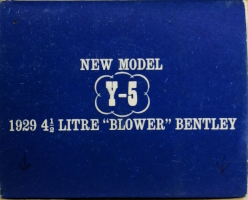 NEW MODEL
Y-5
1929 4½ LITRE "BLOWER" BENTLEY